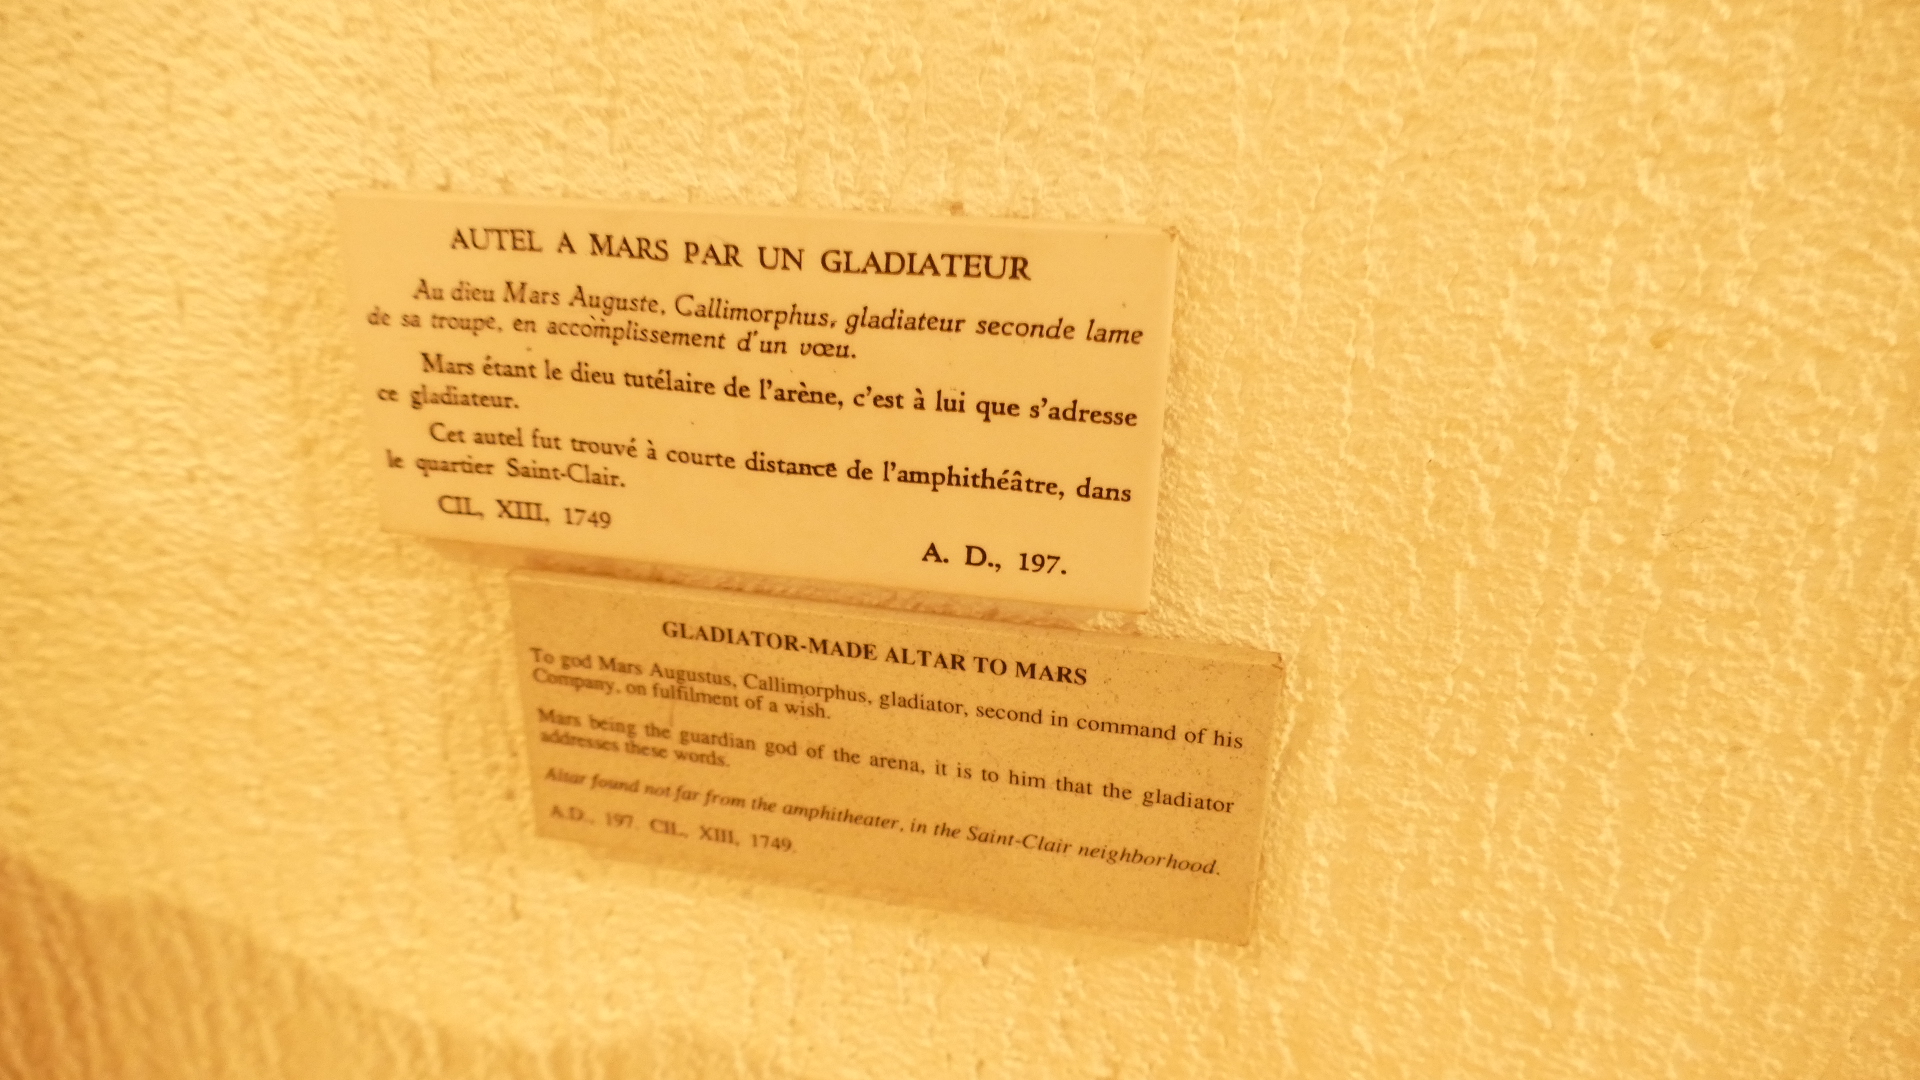 AUTEL A MARS PAR UN GLADIATEUR
Au dieu Mars Auguste, Callimorphus, gladiateur seconde lame
de sa troupe, en accomplissement d'un vœu.
Mars étant le dieu tutélaire de l'arène, c'est à lui que s'adresse
ce gladiateur.
Cet autel fut trouvé à courte distance de l'amphithéâtre, dans
le quartier Saint-Clair.
CIL, XIII, 1749
A. D., 197.
GLADIATOR-MADE ALTAR TO MARS
To god Mars Augustus, Callimorphus, gladiator, second in command of his
Company, on fulfilment of a wish.
Mars being the guardian god of the arena, it is to him that the gladiator
addresses these words.
Altar found not far from the amphitheater, in the Saint-Clair neighborhood.
A.D., 197. CIL, XIII, 1749.